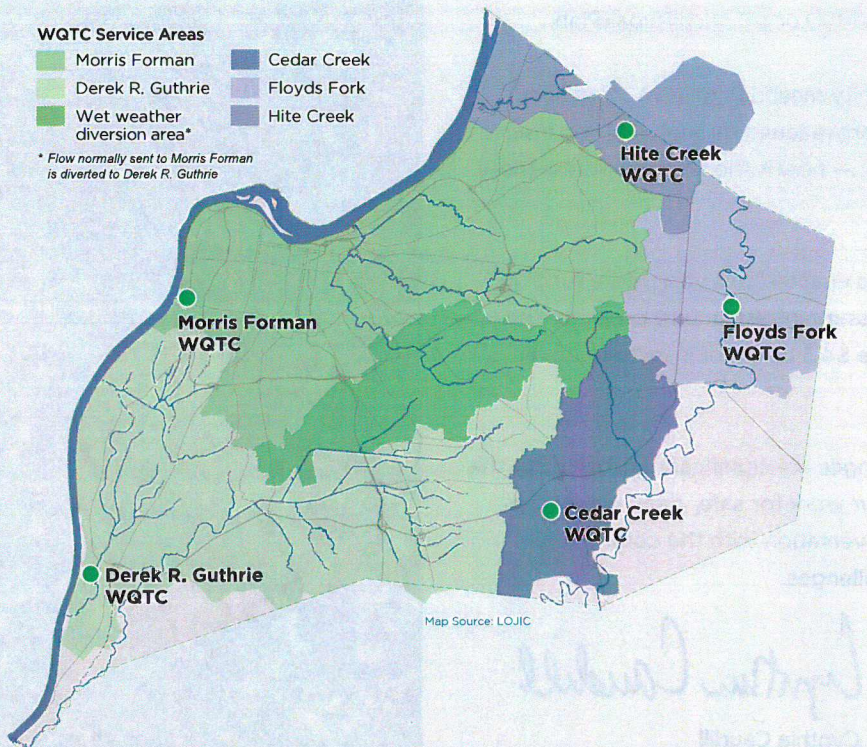 WQTC Service Areas
Morris Forman
Derek R. Guthrie
Wet weather
diversion area*
Cedar Creek
Floyds Fork
Hite Creek
* Flow normally sent to Morris Forman
is diverted to Derek R. Guthrie
Hite Creek
WQTC
Morris Forman
WQTC
Floyds Fork
WQTC
Cedar Creek
WQTC
Derek R. Guthrie
WQTC
Map Source: LOJIC